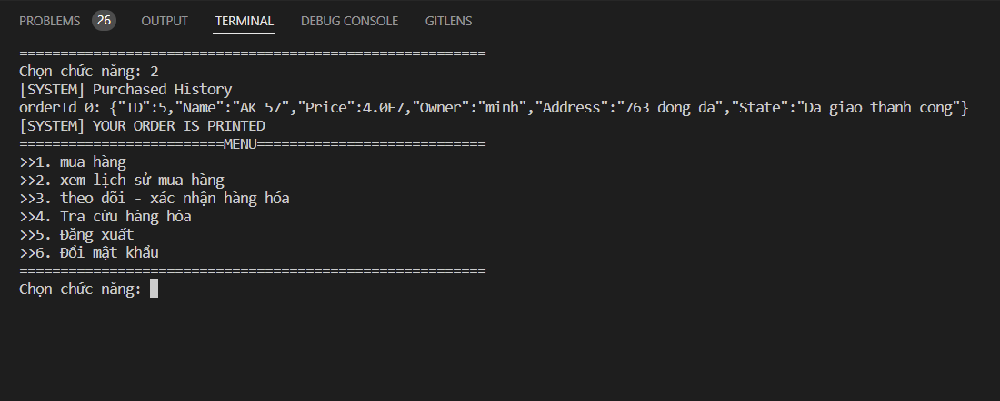 PROBLEMS 26 OUTPUT TERMINAL DEBUG CONSOLE GITLENS
=========================================================
Chọn chức năng: 2
[SYSTEM] Purchased History
orderId 0: {"ID":5,"Name":"AK 57","Price":4.0E7,"Owner":"minh","Address":"763 dong da","State":"Da giao thanh cong"}
[SYSTEM] YOUR ORDER IS PRINTED
=========================MENU============================
>>1. mua hàng
>>2. xem lịch sử mua hàng
>>3. theo dõi - xác nhận hàng hóa
>>4. Tra cứu hàng hóa
>>5. Đăng xuất
>>6. Đổi mật khẩu
=========================================================
Chọn chức năng: